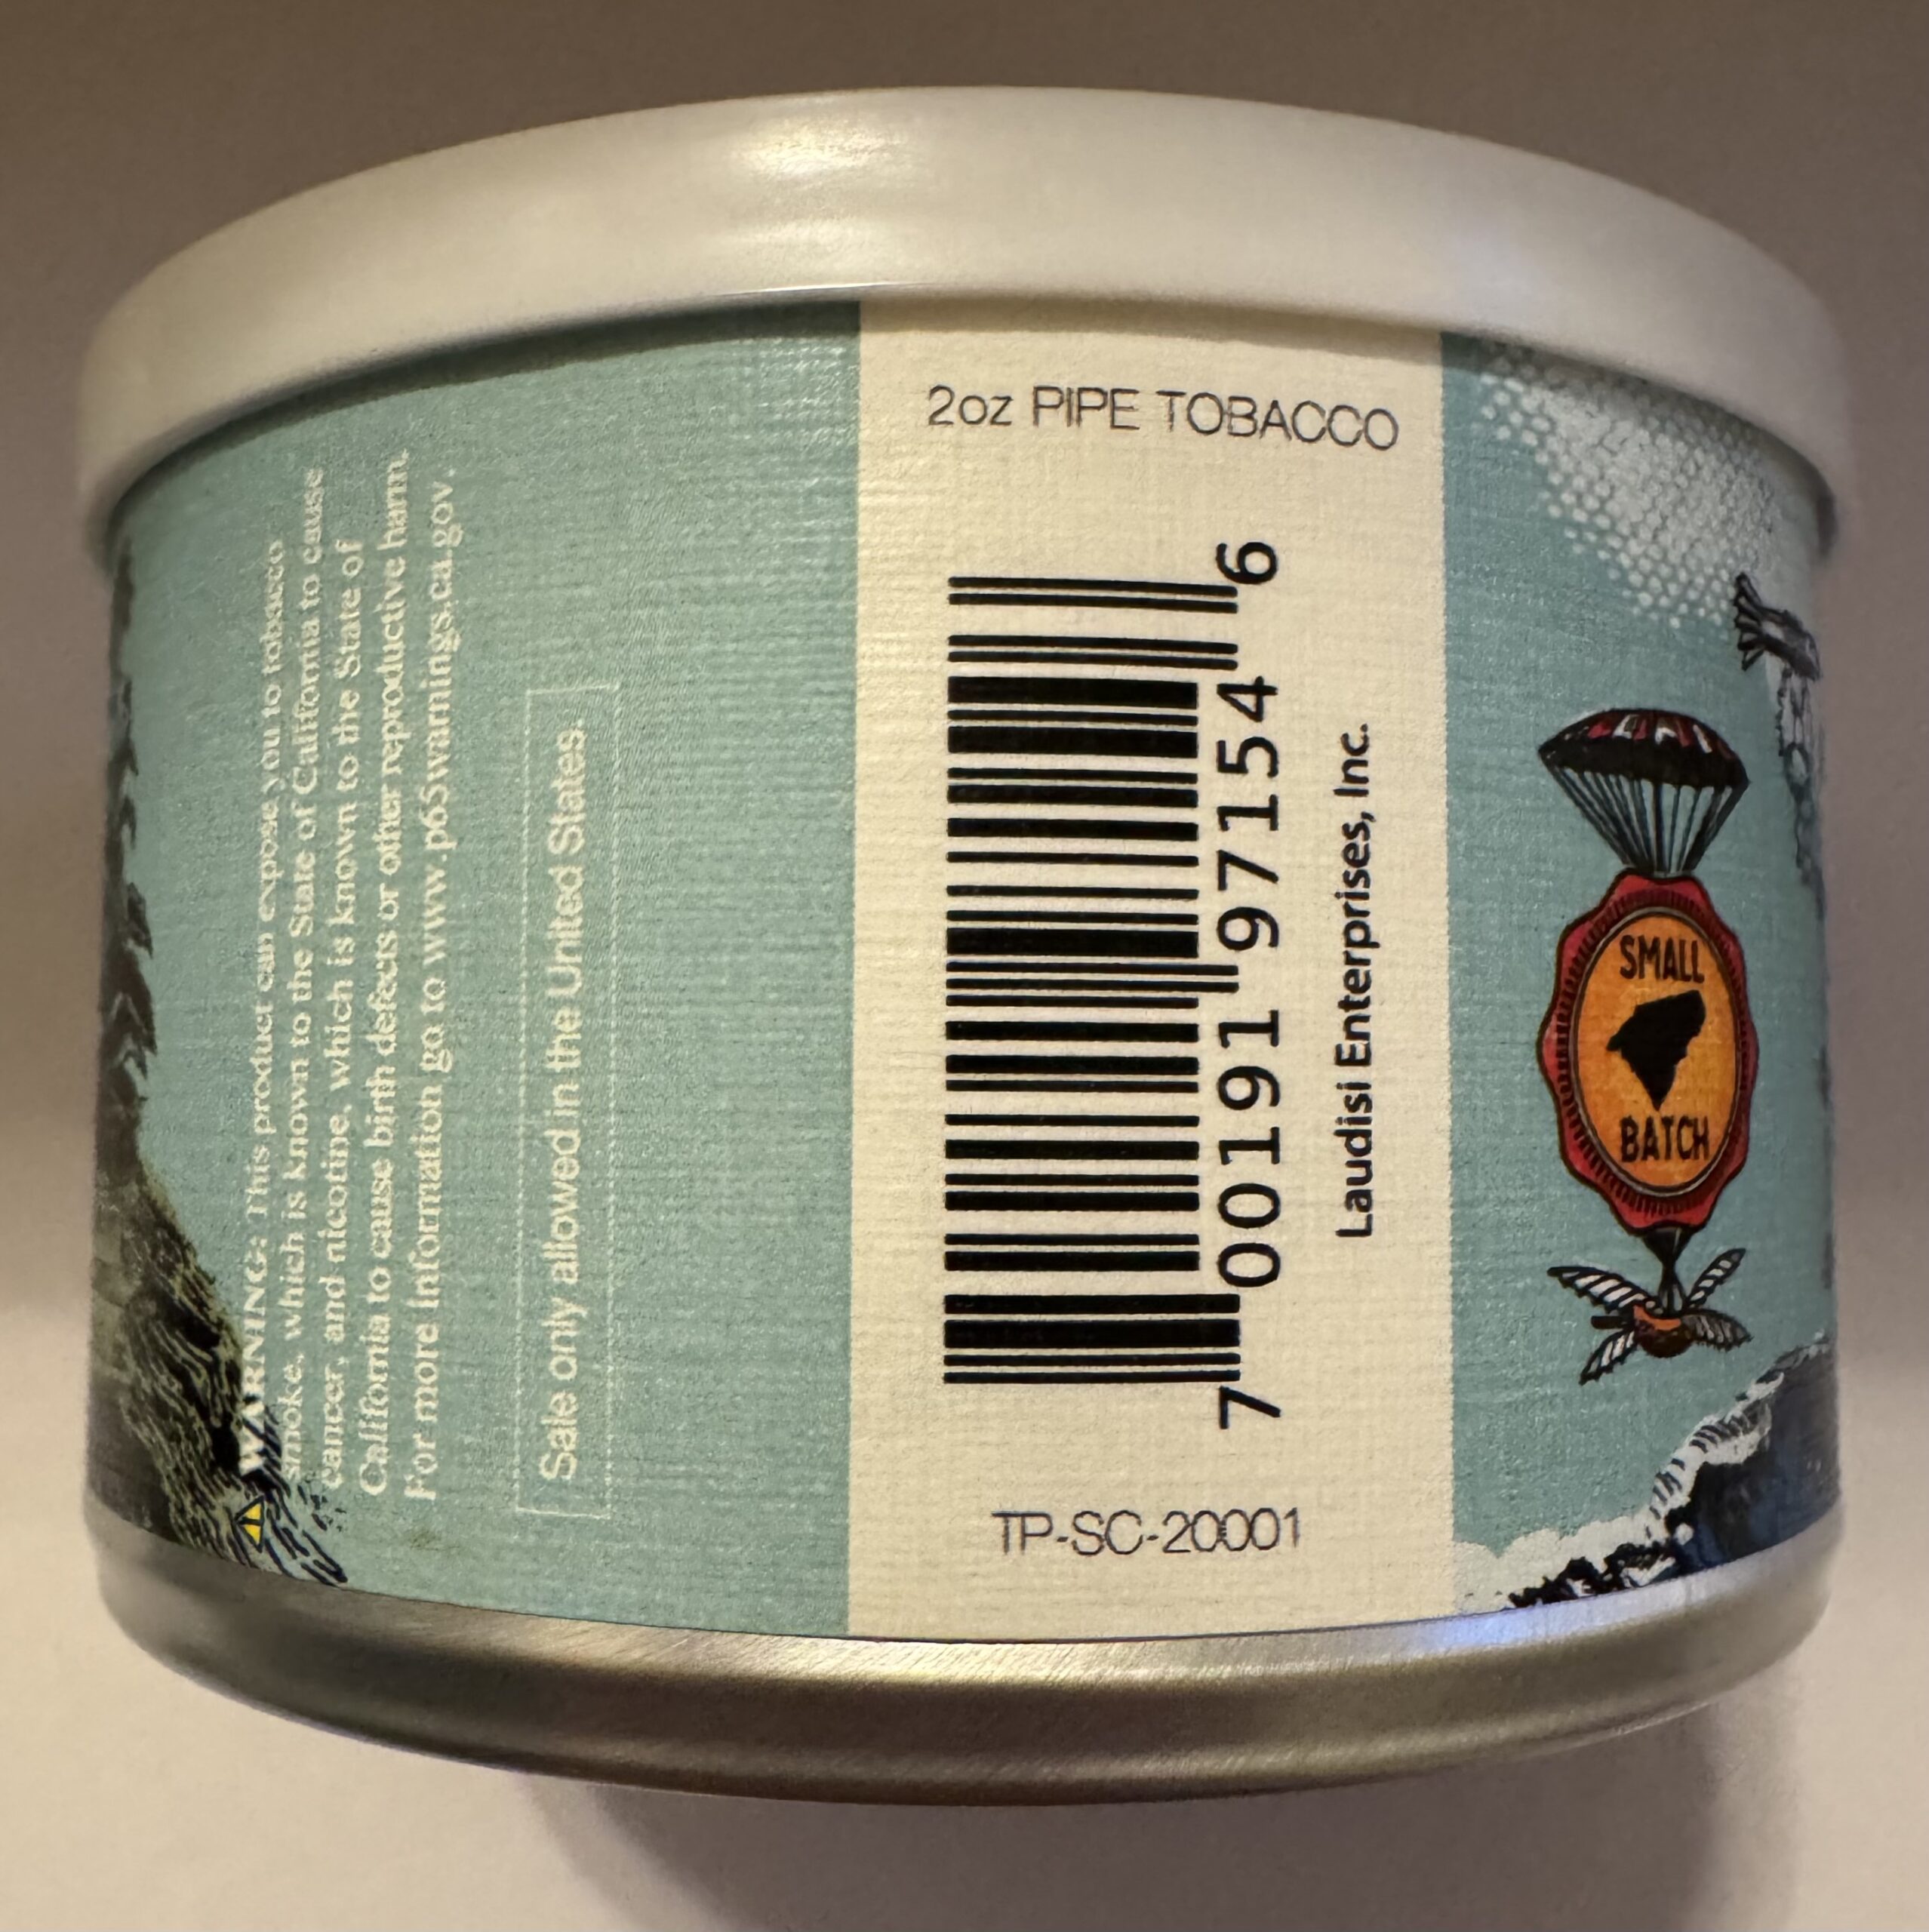 WARNING: This product can expose you to tobacco
smoke, which is known to the State of California to cause
cancer, and nicotine, which is known to the State of
California to cause birth defects or other reproductive harm.
For more information go to www.p65warnings.ca.gov.
Sale only allowed in the United States.
2oz PIPE TOBACCO
7 00191 97154 6
Laudisi Enterprises, Inc.
TP-SC-20001
SMALL
BATCH